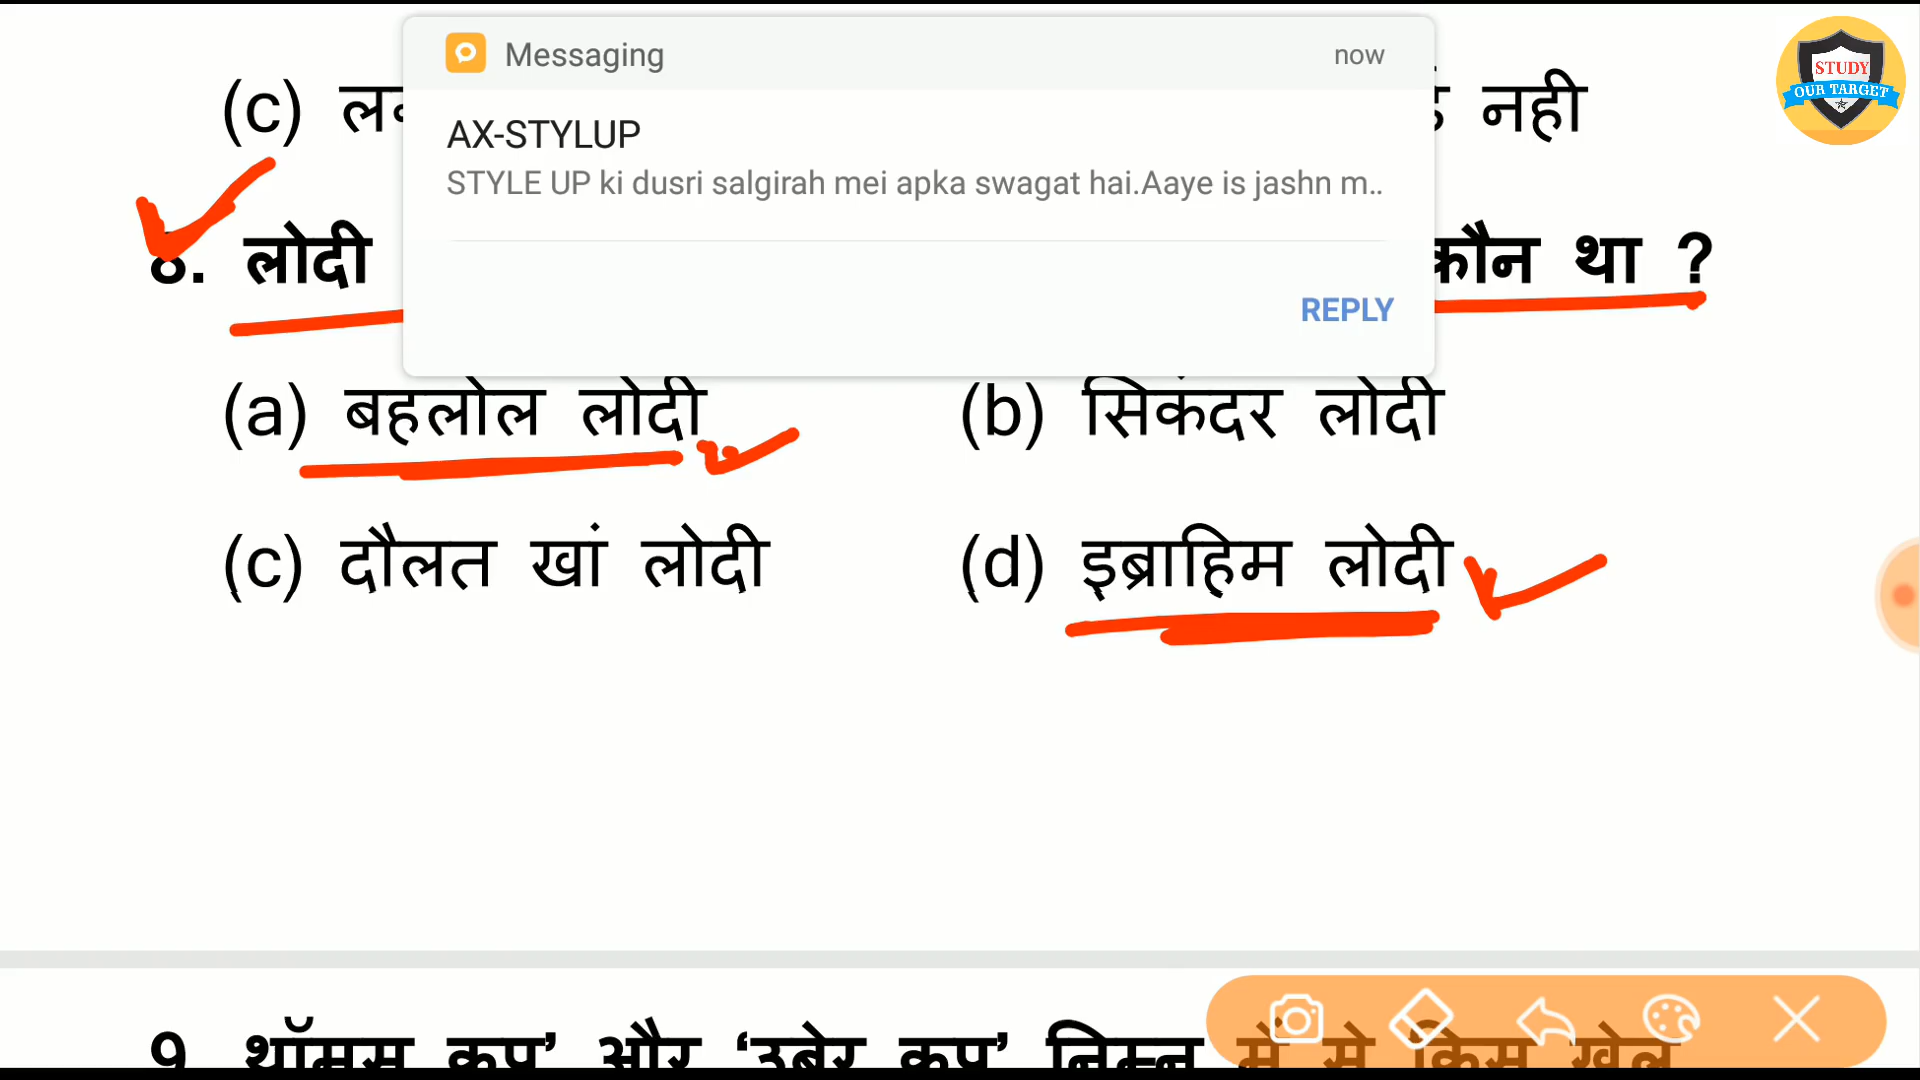 Messaging now
STUDY
OUR TARGET
(c) नही
AX-STYLUP
STYLE UP ki dusri salgirah mei apka swagat hai.Aaye is jashn m..
8. लोदी कौन था ?
REPLY
(a) बहलोल लोदी (b) सिकंदर लोदी
(c) दौलत खां लोदी (d) इब्राहिम लोदी
9 थॉमस कप’ और ‘उबेर कप’ निम्न में से किस खेल